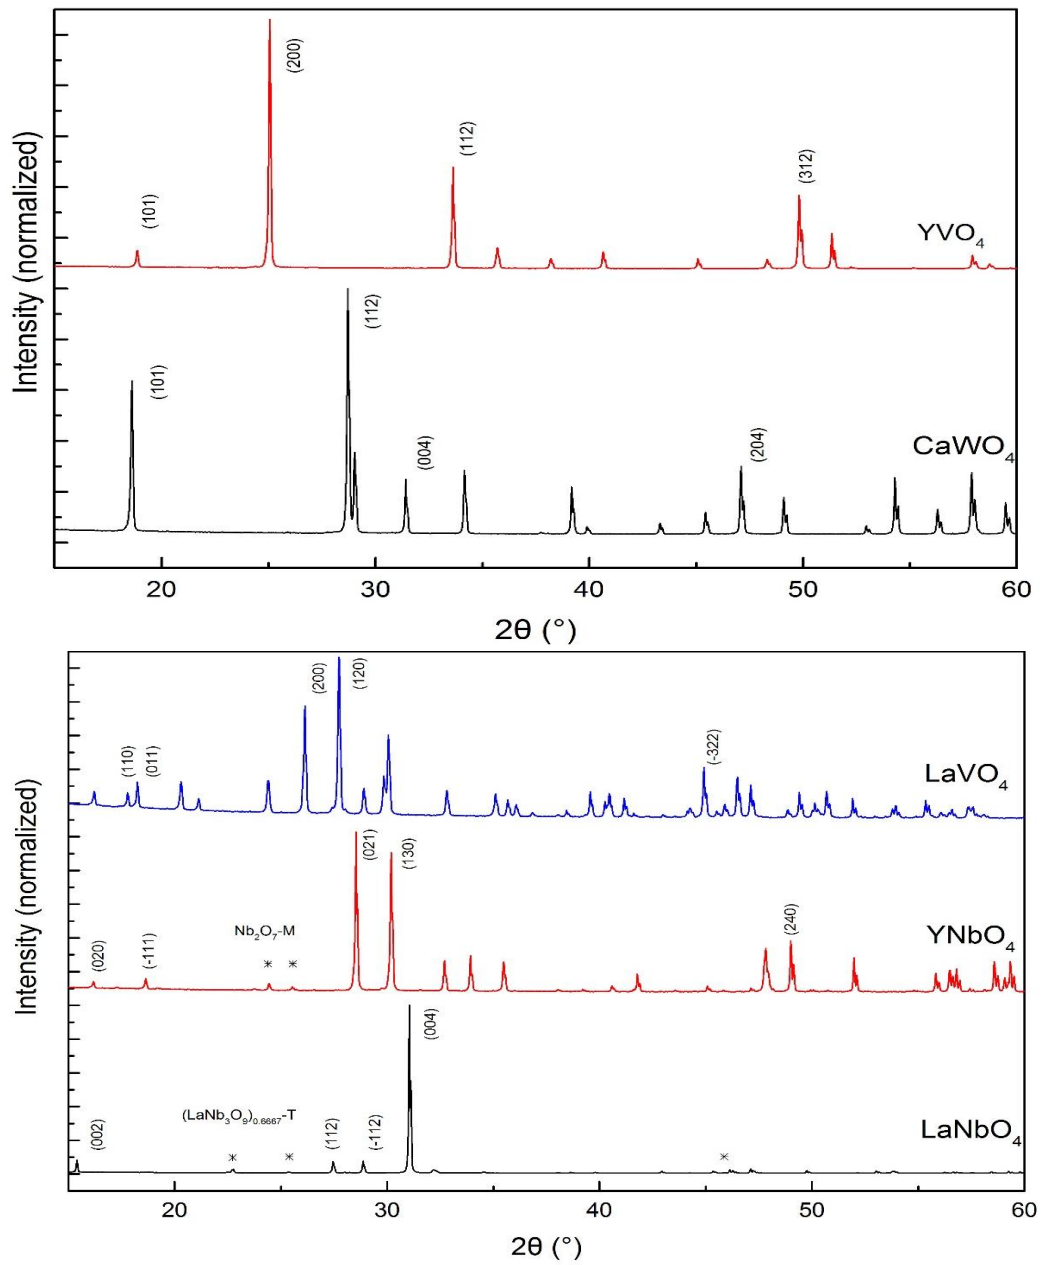 Intensity (normalized)
(101)
(200)
(112)
(312)
YVO₄
(101)
(112)
(004)
(204)
CaWO₄
20 30 40 50 60
2θ (°)
Intensity (normalized)
(110)
(011)
(200)
(120)
(-322)
LaVO₄
(020)
(-111)
Nb₂O₇-M
* *
(021)
(130)
(240)
YNbO₄
(002)
(LaNb₃O₉)₀.₆₆₆₇-T
* *
(112)
(-112)
(004)
*
LaNbO₄
20 30 40 50 60
2θ (°)